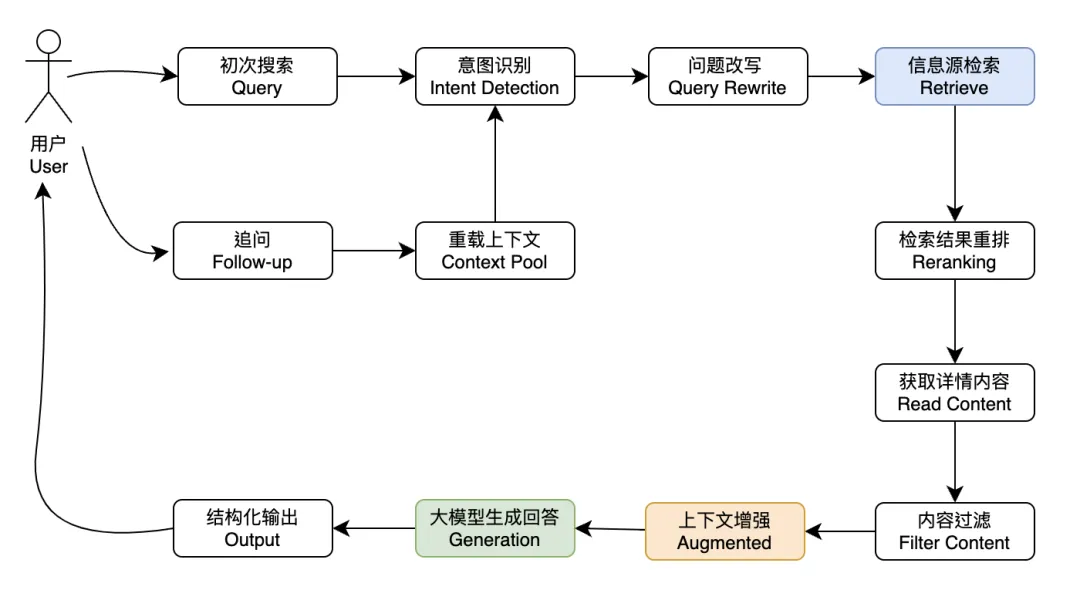 初次搜索
Query
意图识别
Intent Detection
问题改写
Query Rewrite
信息源检索
Retrieve
用户
User
追问
Follow-up
重载上下文
Context Pool
检索结果重排
Reranking
获取详情内容
Read Content
结构化输出
Output
大模型生成回答
Generation
上下文增强
Augmented
内容过滤
Filter Content